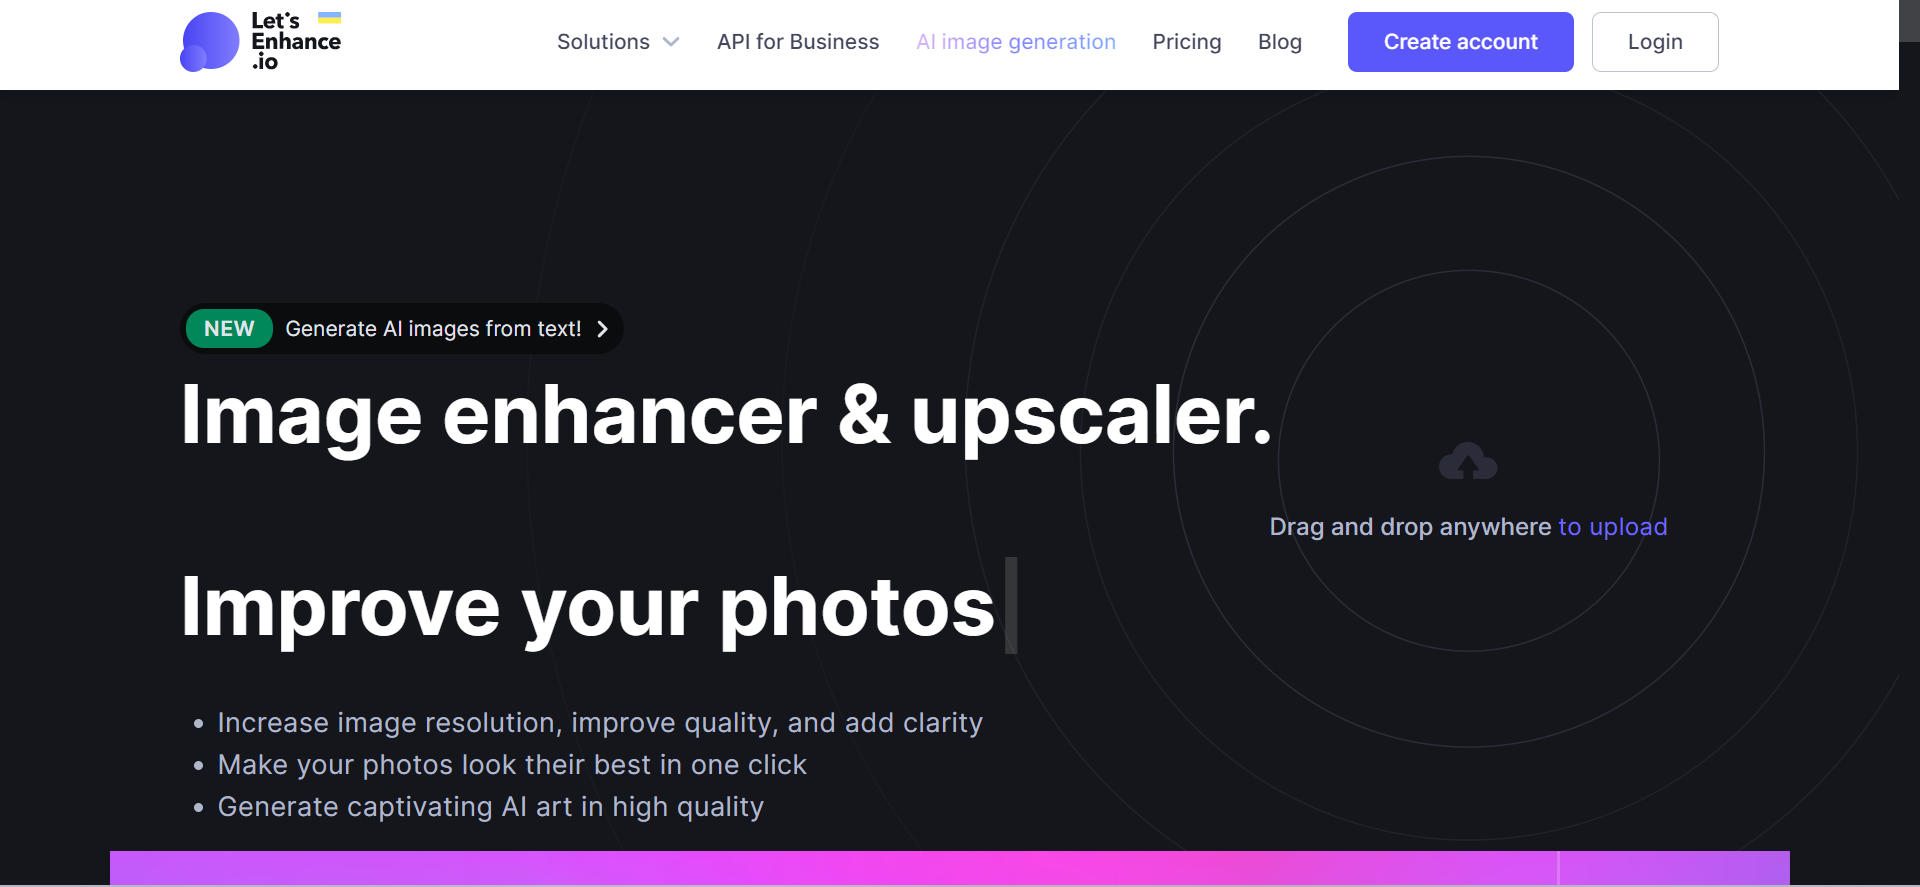 Let's
Enhance
.io
Solutions
API for Business
AI image generation
Pricing
Blog
Create account
Login
NEW Generate AI images from text!
Image enhancer & upscaler.
Drag and drop anywhere to upload
Improve your photos
• Increase image resolution, improve quality, and add clarity
• Make your photos look their best in one click
• Generate captivating AI art in high quality